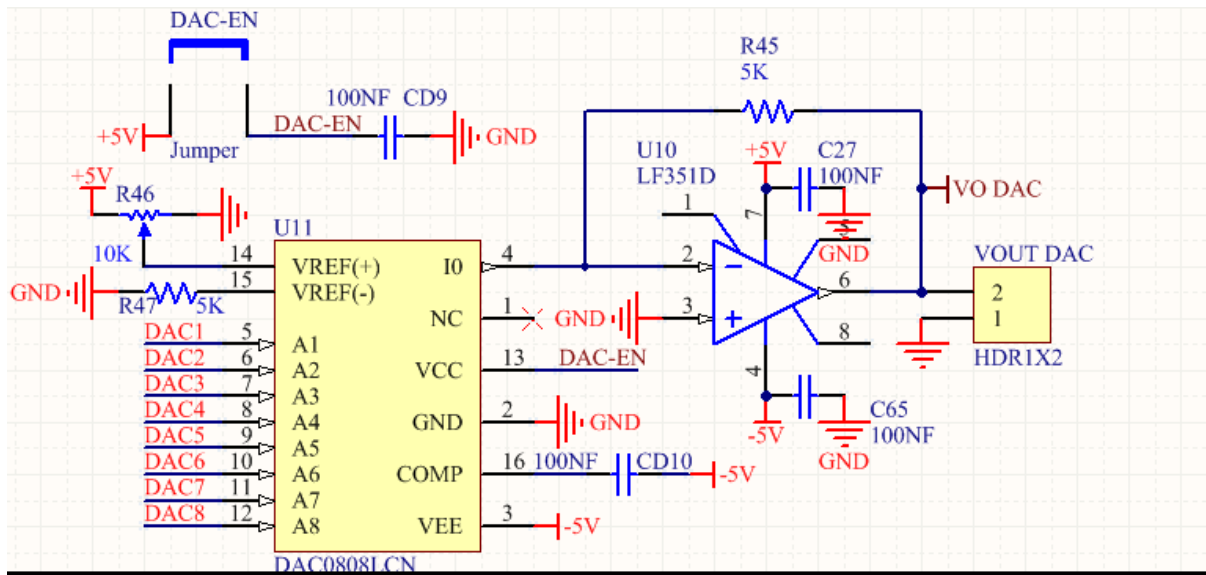 DAC-EN
100NF CD9
+5V
DAC-EN
GND
Jumper
+5V
R46
10K
U11
14
VREF(+)
I0
4
GND
R47
5K
15
VREF(-)
NC
1
DAC1
5
A1
DAC2
6
A2
VCC
13
DAC-EN
DAC3
7
A3
DAC4
8
A4
GND
2
GND
DAC5
9
A5
DAC6
10
A6
COMP
16
100NF
CD10
-5V
DAC7
11
A7
DAC8
12
A8
VEE
3
-5V
DAC0808LCN
R45
5K
U10
LF351D
+5V
C27
100NF
1
7
5
GND
VO DAC
2
−
6
GND
3
+
8
4
-5V
C65
100NF
GND
VOUT DAC
2
1
HDR1X2